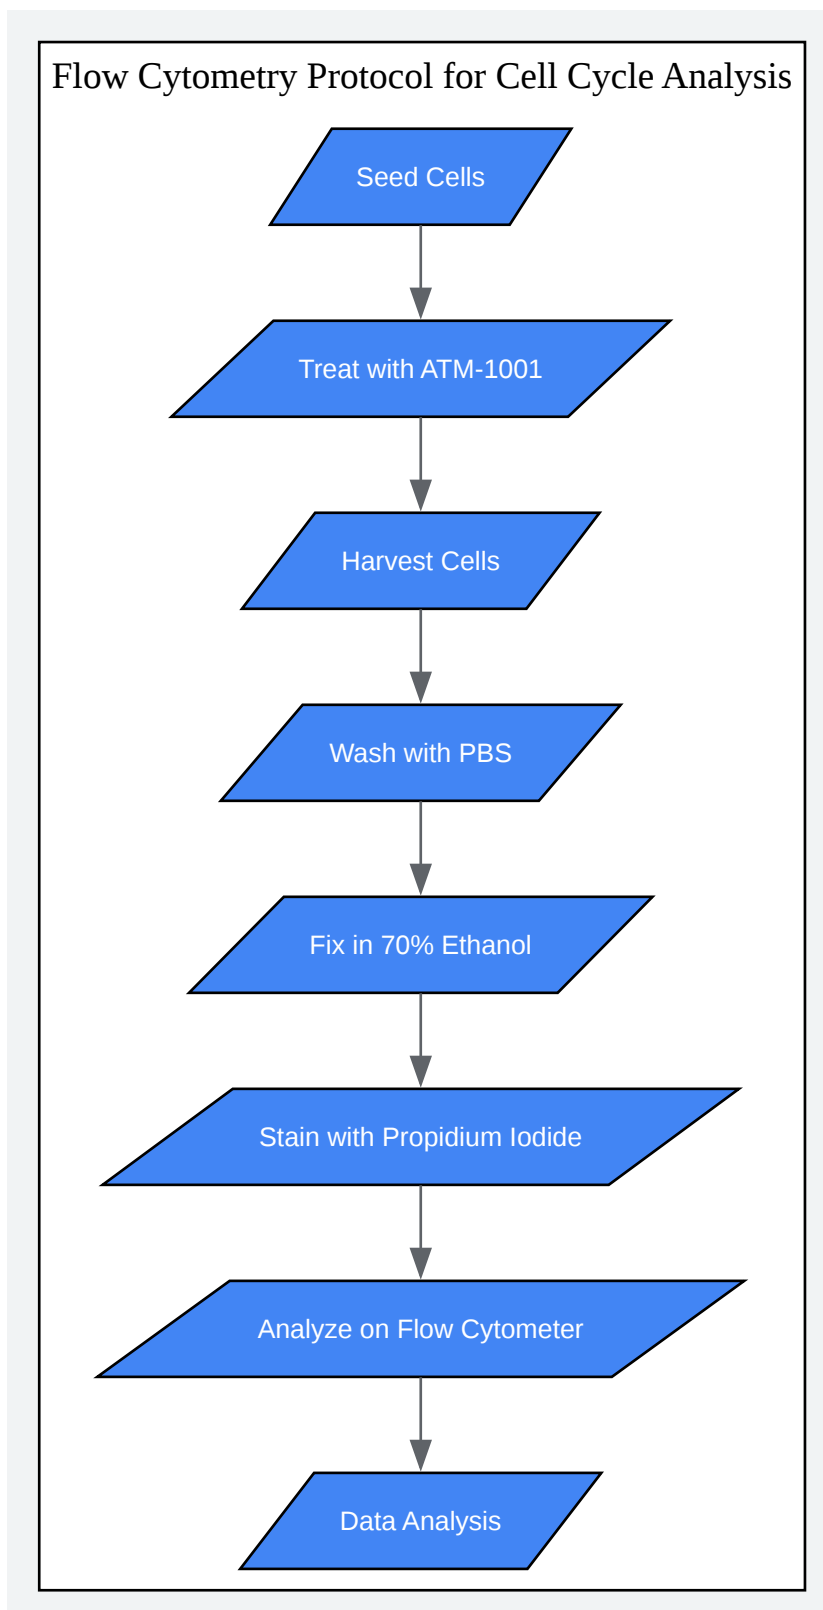 Flow Cytometry Protocol for Cell Cycle Analysis
Seed Cells
Treat with ATM-1001
Harvest Cells
Wash with PBS
Fix in 70% Ethanol
Stain with Propidium Iodide
Analyze on Flow Cytometer
Data Analysis